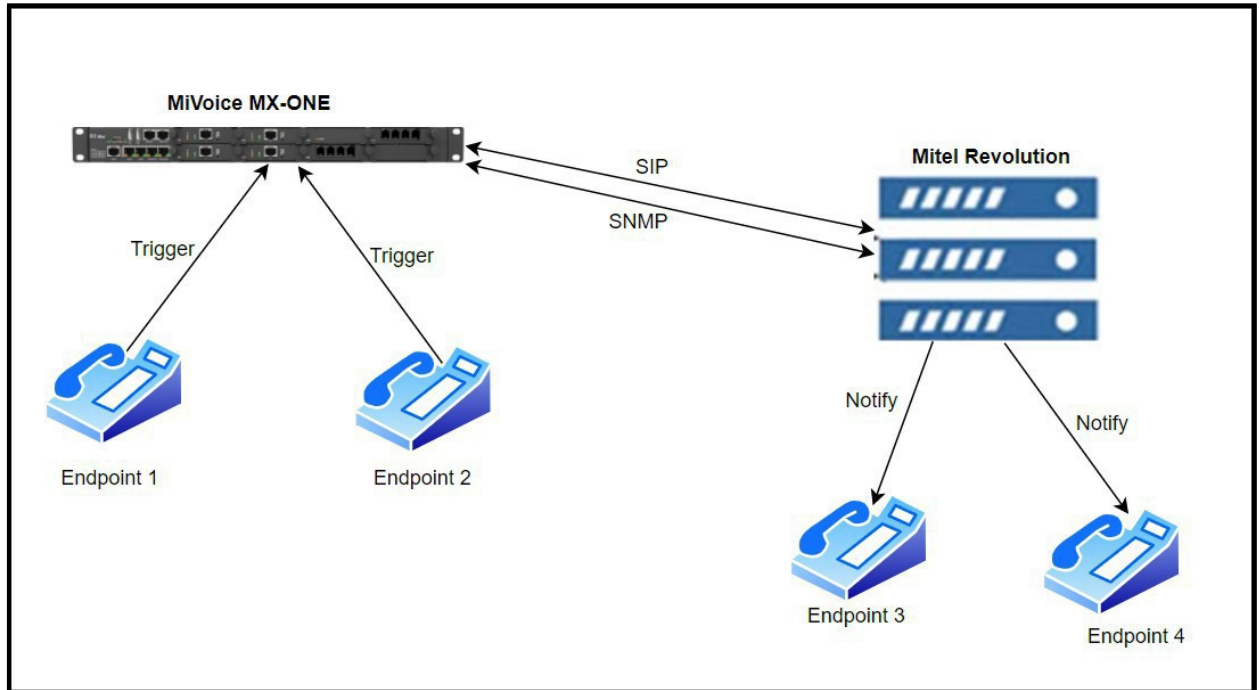 MiVoice MX-ONE
Mitel Revolution
SIP
SNMP
Trigger
Trigger
Notify
Notify
Endpoint 1
Endpoint 2
Endpoint 3
Endpoint 4